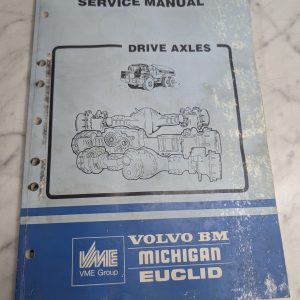 SERVICE MANUAL
DRIVE AXLES
VME
VME Group
VOLVO BM
MICHIGAN
EUCLID